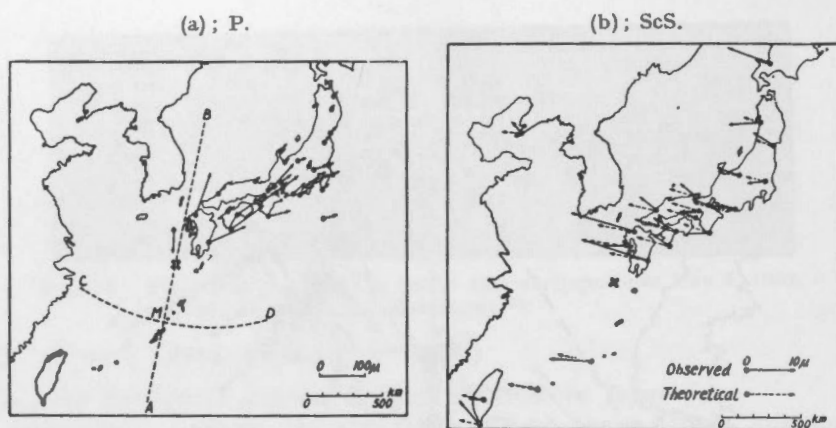 (a); P.
(b); ScS.
B
C
M
D
A
0 100μ
0 500 km
0 10μ
Observed
Theoretical
0 500 km